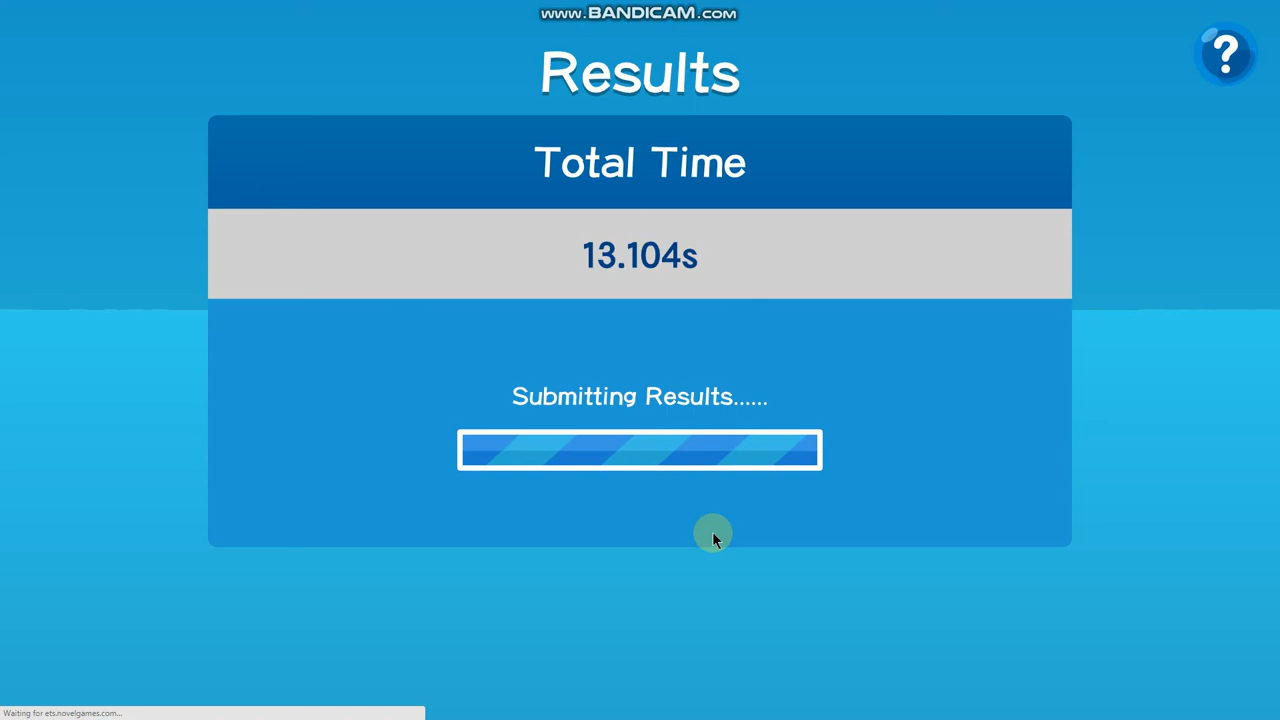 www.BANDICAM.com
Results
?
Total Time
13.104s
Submitting Results......
Waiting for ets.novelgames.com...